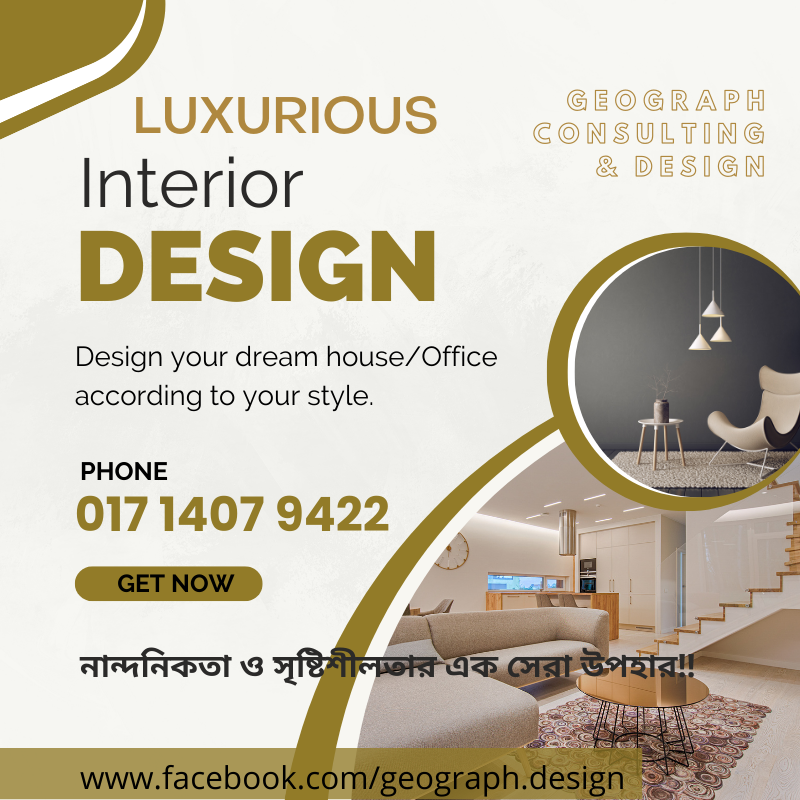 LUXURIOUS
Interior
DESIGN
GEOGRAPH
CONSULTING
& DESIGN
Design your dream house/Office
according to your style.
PHONE
017 1407 9422
GET NOW
নান্দনিকতা ও সৃষ্টিশীলতার এক সেরা উপহার!!
www.facebook.com/geograph.design